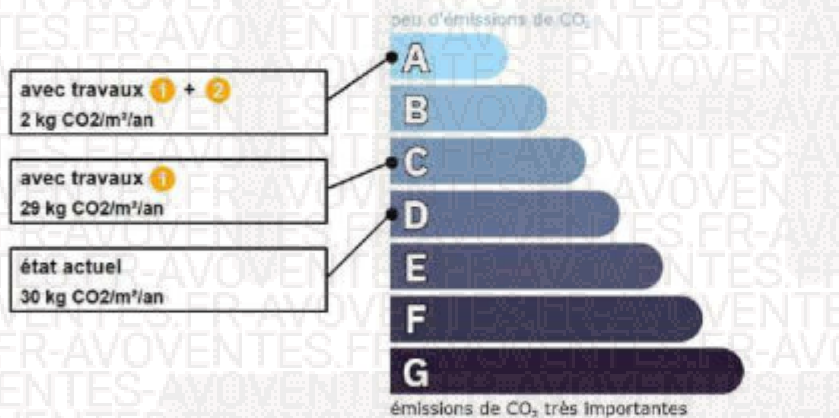 peu d'émissions de CO₂
A
avec travaux 1 + 2
2 kg CO2/m²/an
B
C
avec travaux 1
29 kg CO2/m²/an
D
état actuel
30 kg CO2/m²/an
E
F
G
émissions de CO₂ très importantes